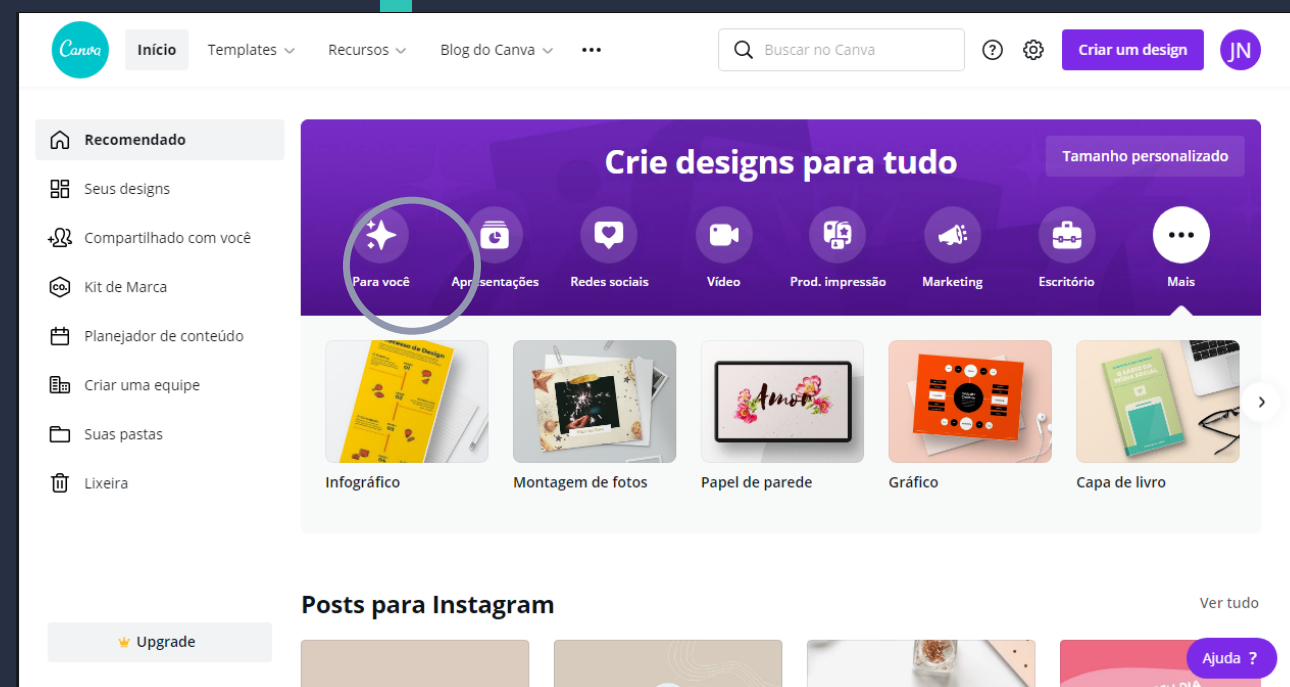 Canva
Início
Templates
Recursos
Blog do Canva
Buscar no Canva
?
Criar um design
JN
Recomendado
Seus designs
Compartilhado com você
CO.
Kit de Marca
Planejador de conteúdo
Criar uma equipe
Suas pastas
Lixeira
Upgrade
Crie designs para tudo
Tamanho personalizado
Para você
Apresentações
Redes sociais
Vídeo
Prod. impressão
Marketing
Escritório
Mais
Amor
Infográfico
Montagem de fotos
Papel de parede
Gráfico
Capa de livro
Posts para Instagram
Ver tudo
Ajuda ?